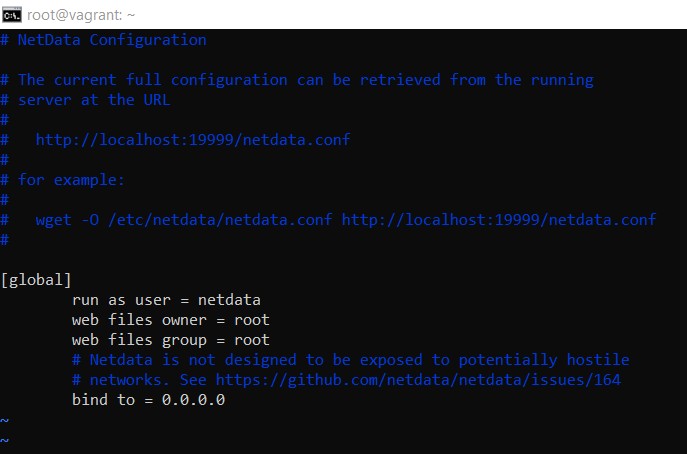 root@vagrant: ~
# NetData Configuration
# The current full configuration can be retrieved from the running
# server at the URL
#
#   http://localhost:19999/netdata.conf
#
# for example:
#
#   wget -O /etc/netdata/netdata.conf http://localhost:19999/netdata.conf
#
[global]
        run as user = netdata
        web files owner = root
        web files group = root
        # Netdata is not designed to be exposed to potentially hostile
        # networks. See https://github.com/netdata/netdata/issues/164
        bind to = 0.0.0.0
~
~